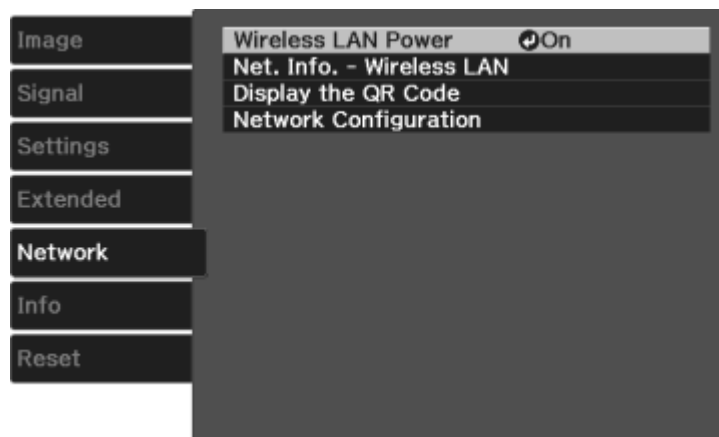 Image
Signal
Settings
Extended
Network
Info
Reset
Wireless LAN Power On
Net. Info. - Wireless LAN
Display the QR Code
Network Configuration